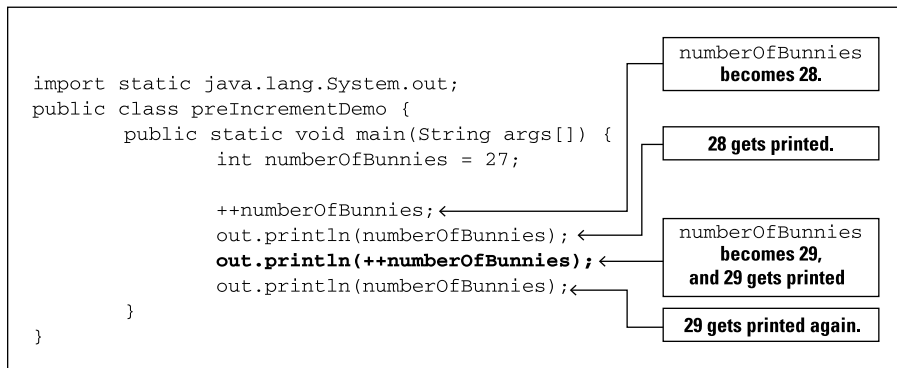 import static java.lang.System.out;
public class preIncrementDemo {
public static void main(String args[]) {
int numberOfBunnies = 27;
++numberOfBunnies;
out.println(numberOfBunnies);
out.println(++numberOfBunnies);
out.println(numberOfBunnies);
}
}
numberOfBunnies
becomes 28.
28 gets printed.
numberOfBunnies
becomes 29,
and 29 gets printed
29 gets printed again.